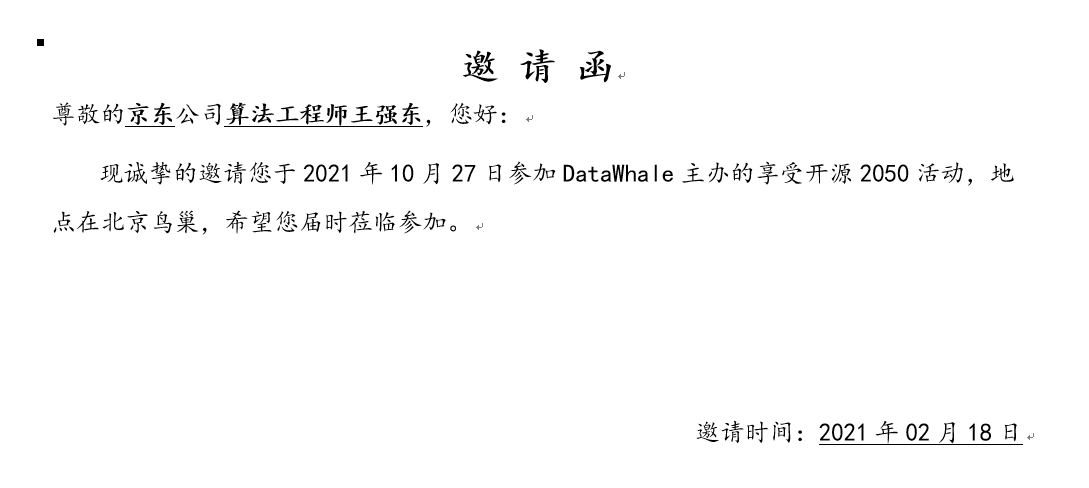 邀 请 函
尊敬的京东公司算法工程师王强东，您好：
现诚挚的邀请您于 2021 年 10 月 27 日参加 DataWhale 主办的享受开源 2050 活动，地
点在北京鸟巢，希望您届时莅临参加。
邀请时间：2021 年 02 月 18 日